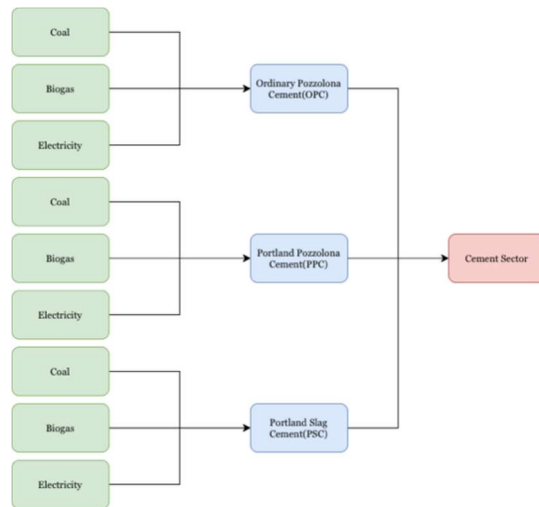 Coal
Biogas
Electricity
Ordinary Pozzolona
Cement(OPC)
Coal
Biogas
Electricity
Portland Pozzolona
Cement(PPC)
Coal
Biogas
Electricity
Portland Slag
Cement(PSC)
Cement Sector